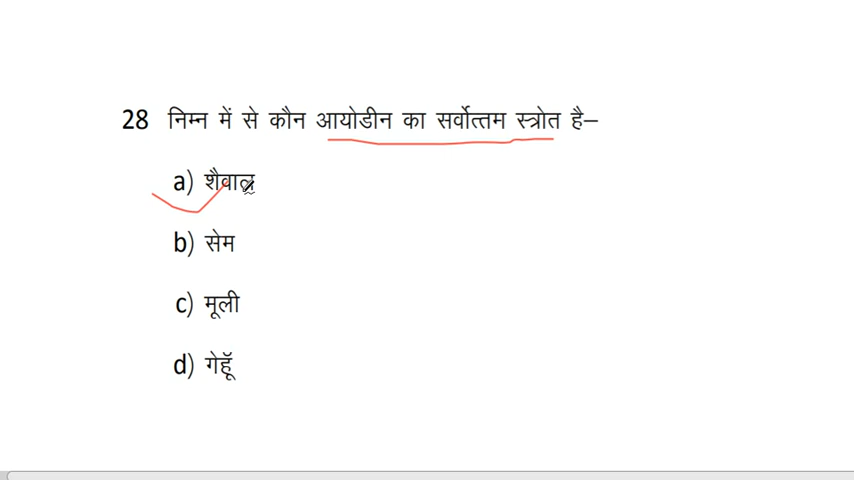 28 निम्न में से कौन आयोडीन का सर्वोत्तम स्त्रोत है–
a) शैवाल
b) सेम
c) मूली
d) गेहूॅ